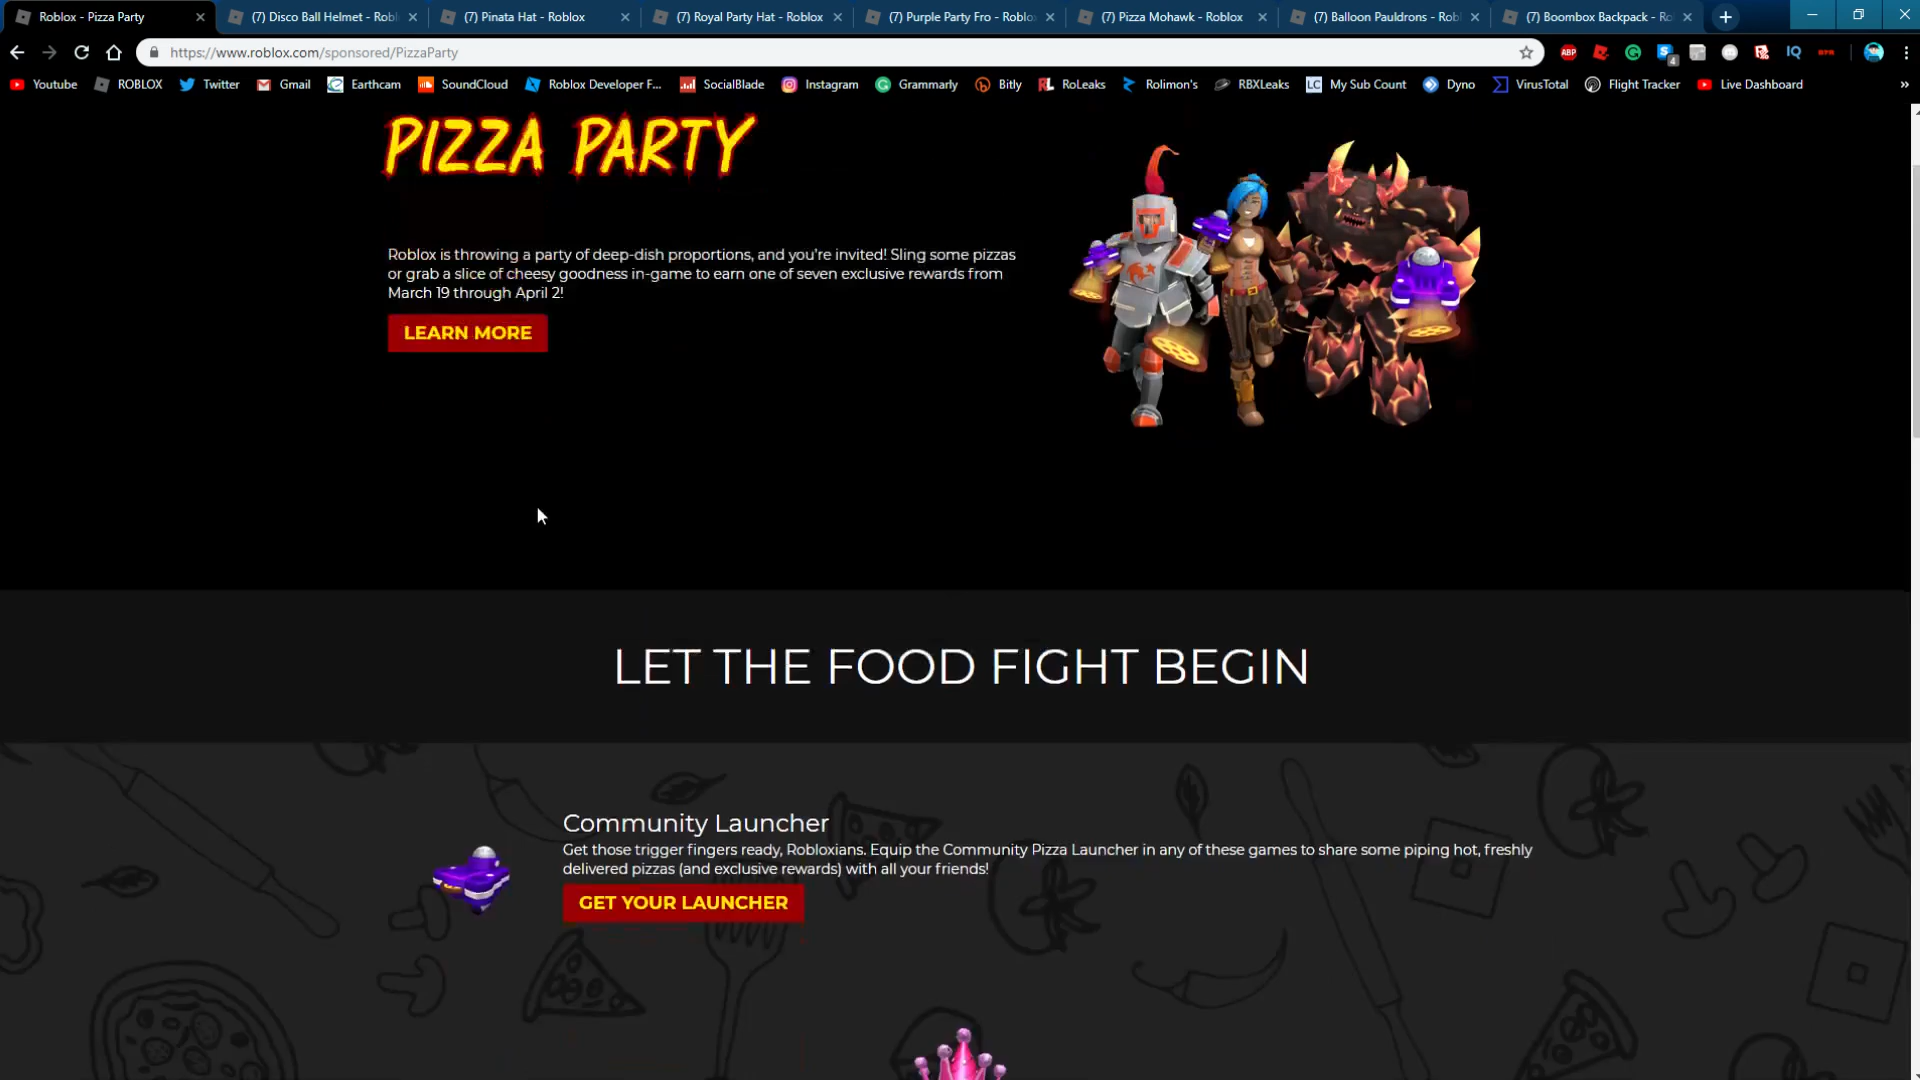 Roblox - Pizza Party
(7) Disco Ball Helmet - Robl
(7) Pinata Hat - Roblox
(7) Royal Party Hat - Roblox
(7) Purple Party Fro - Roblo
(7) Pizza Mohawk - Roblox
(7) Balloon Pauldrons - Rob
(7) Boombox Backpack - Ro
https://www.roblox.com/sponsored/PizzaParty
ABP
4
IQ
Youtube
ROBLOX
Twitter
Gmail
Earthcam
SoundCloud
Roblox Developer F...
SocialBlade
Instagram
Grammarly
Bitly
RL RoLeaks
Rolimon's
RBXLeaks
LC My Sub Count
Dyno
VirusTotal
Flight Tracker
Live Dashboard
»
PIZZA PARTY
Roblox is throwing a party of deep-dish proportions, and you're invited! Sling some pizzas
or grab a slice of cheesy goodness in-game to earn one of seven exclusive rewards from
March 19 through April 2!
LEARN MORE
LET THE FOOD FIGHT BEGIN
Community Launcher
Get those trigger fingers ready, Robloxians. Equip the Community Pizza Launcher in any of these games to share some piping hot, freshly
delivered pizzas (and exclusive rewards) with all your friends!
GET YOUR LAUNCHER